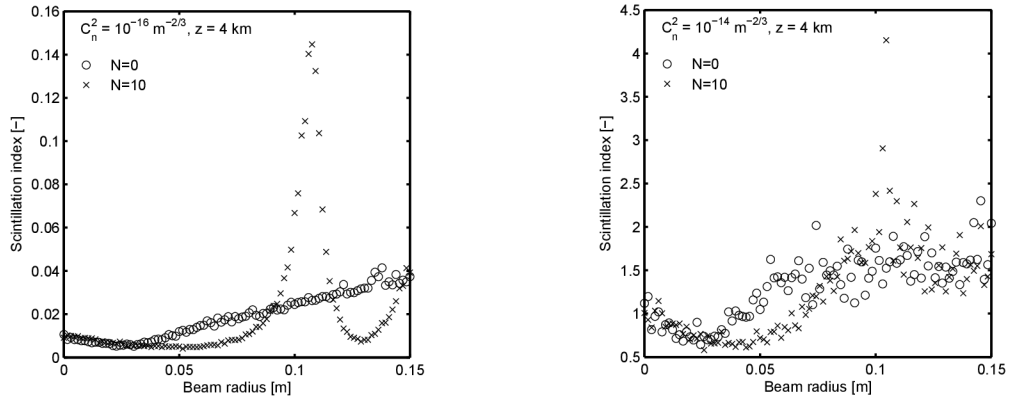 C_n^2 = 10^-16 m^-2/3, z = 4 km
N=0
N=10
Scintillation index [-]
0.16
0.14
0.12
0.1
0.08
0.06
0.04
0.02
0
0 0.05 0.1 0.15
Beam radius [m]
C_n^2 = 10^-14 m^-2/3, z = 4 km
N=0
N=10
Scintillation index [-]
4.5
4
3.5
3
2.5
2
1.5
1
0.5
0 0.05 0.1 0.15
Beam radius [m]